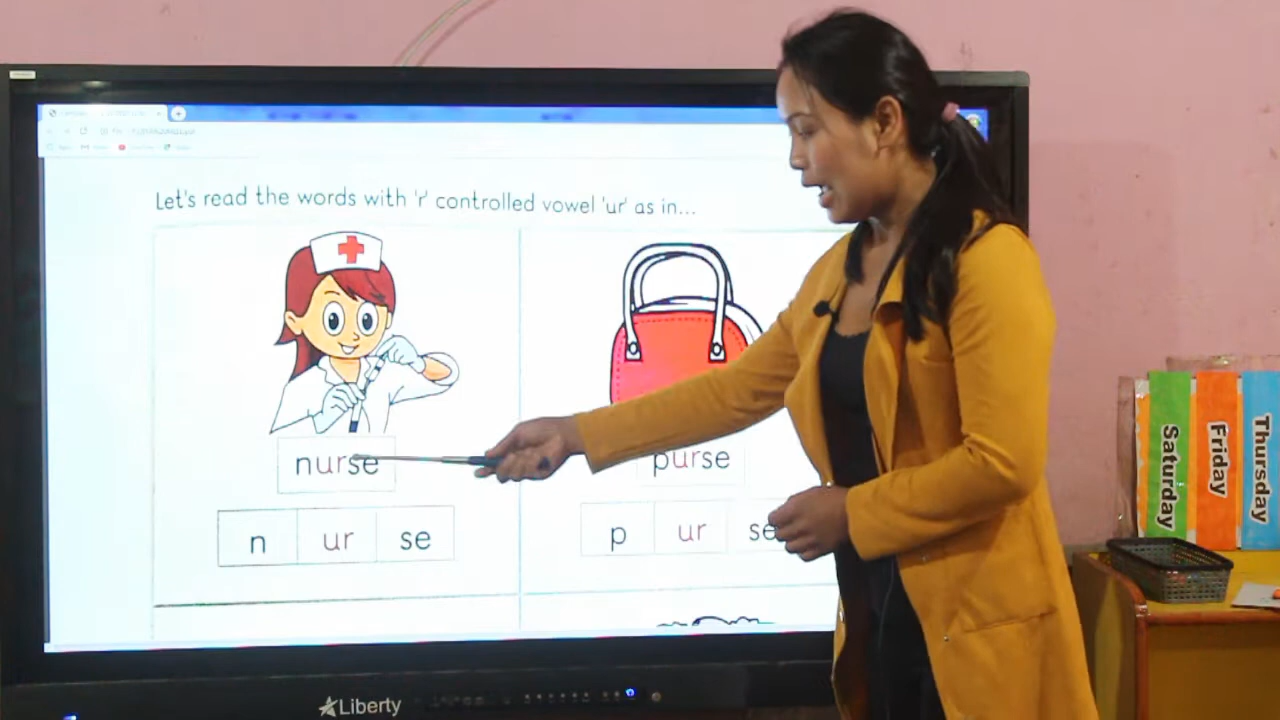 Let's read the words with 'r' controlled vowel 'ur' as in...
nurse
purse
n ur se
p ur se
Saturday
Friday
Thursday
Liberty